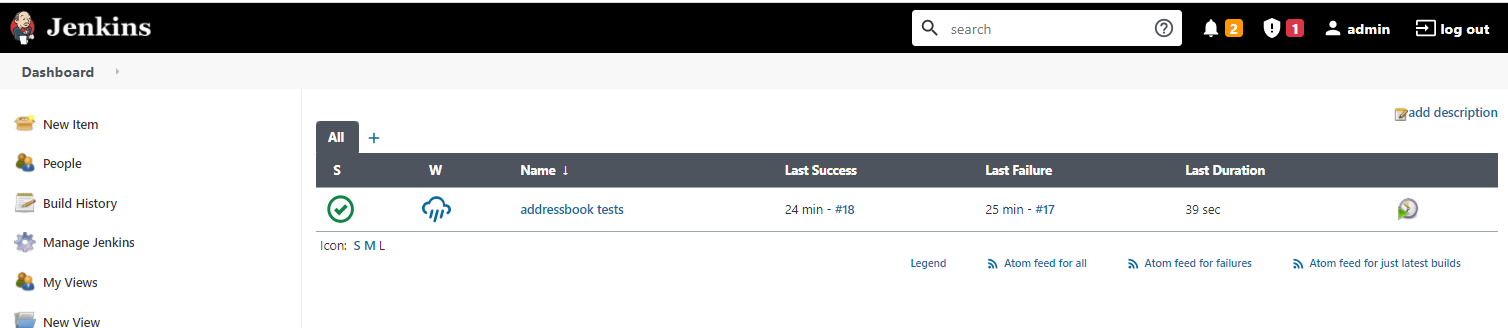 Jenkins
search
2
1
admin
log out
Dashboard
New Item
People
Build History
Manage Jenkins
My Views
New View
add description
All +
S W Name ↓ Last Success Last Failure Last Duration
addressbook tests 24 min - #18 25 min - #17 39 sec
Icon: S M L
Legend Atom feed for all Atom feed for failures Atom feed for just latest builds